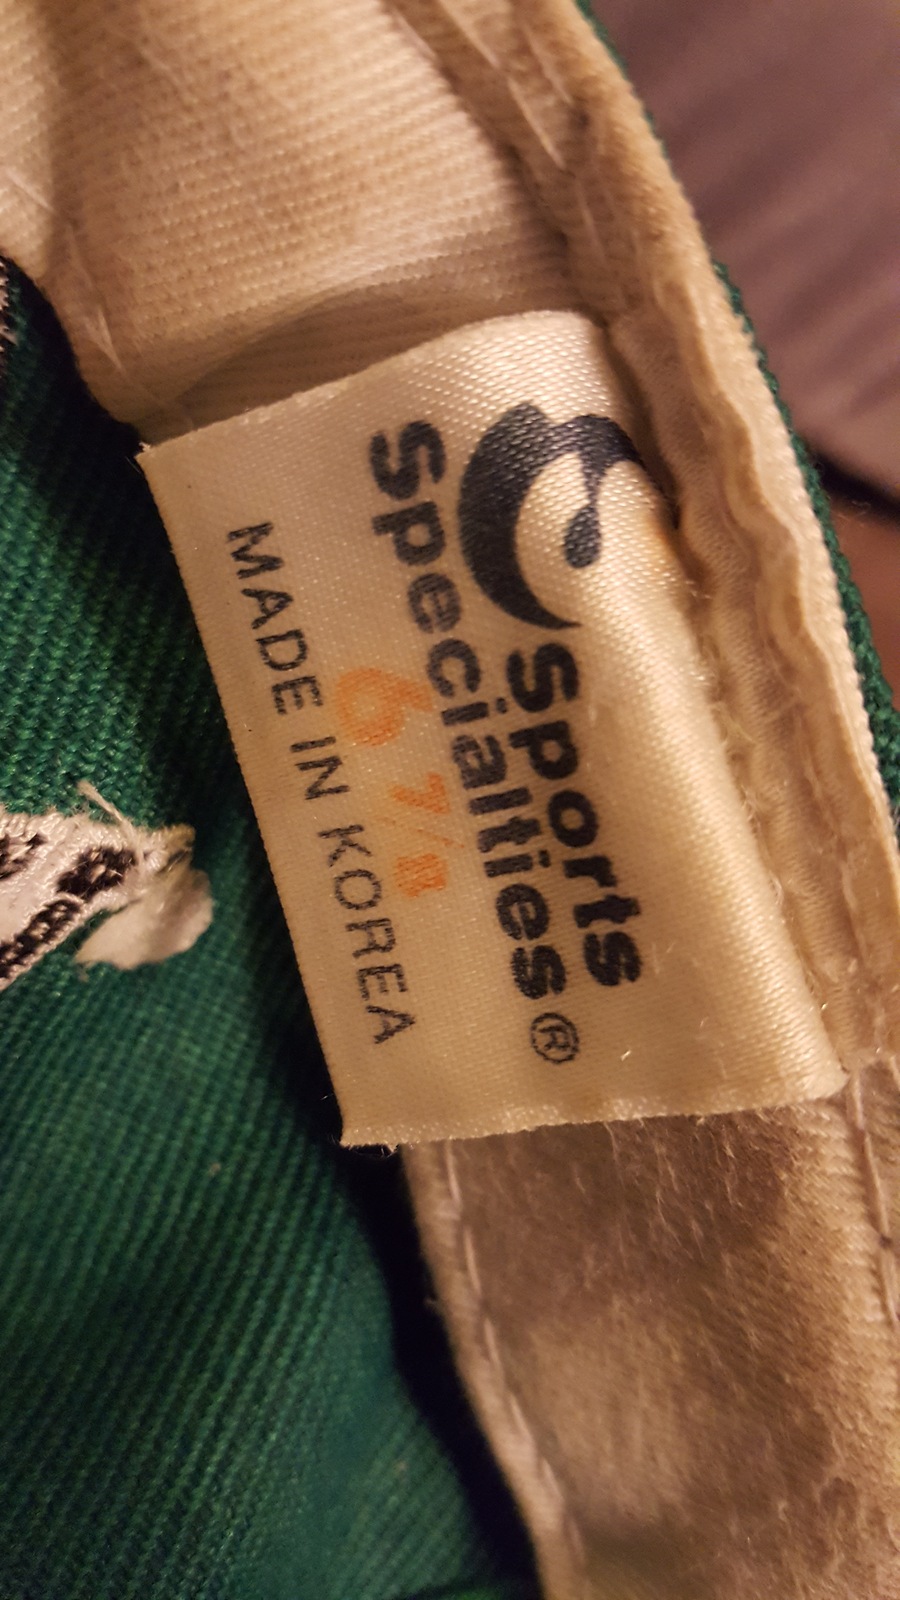 Sports
Specialties®
6 7/8
MADE IN KOREA